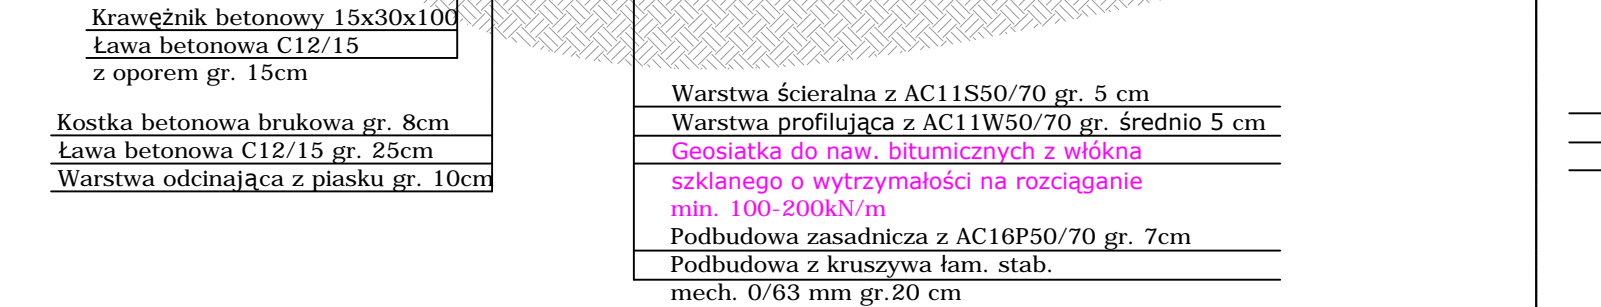 Krawężnik betonowy 15x30x100
Ława betonowa C12/15
z oporem gr. 15cm
Kostka betonowa brukowa gr. 8cm
Ława betonowa C12/15 gr. 25cm
Warstwa odcinająca z piasku gr. 10cm
Warstwa ścieralna z AC11S50/70 gr. 5 cm
Warstwa profilująca z AC11W50/70 gr. średnio 5 cm
Geosiatka do naw. bitumicznych z włókna
szklanego o wytrzymałości na rozciąganie
min. 100-200kN/m
Podbudowa zasadnicza z AC16P50/70 gr. 7cm
Podbudowa z kruszywa łam. stab.
mech. 0/63 mm gr.20 cm